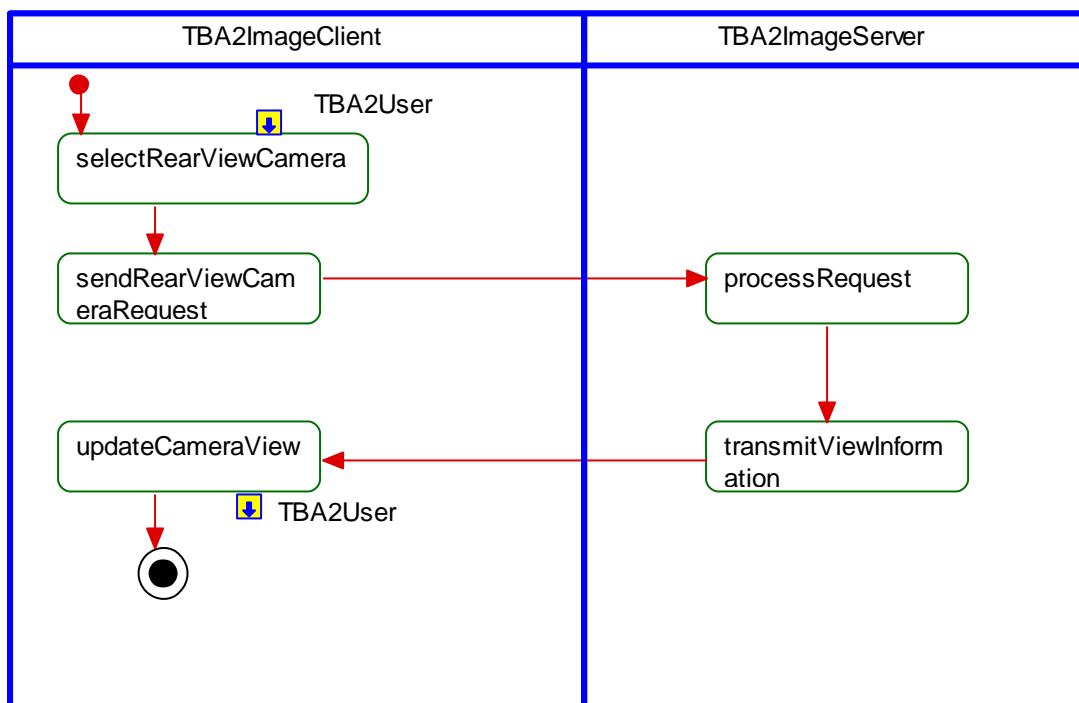 TBA2ImageClient
TBA2ImageServer
TBA2User
selectRearViewCamera
sendRearViewCam
eraRequest
processRequest
updateCameraView
transmitViewInform
ation
TBA2User